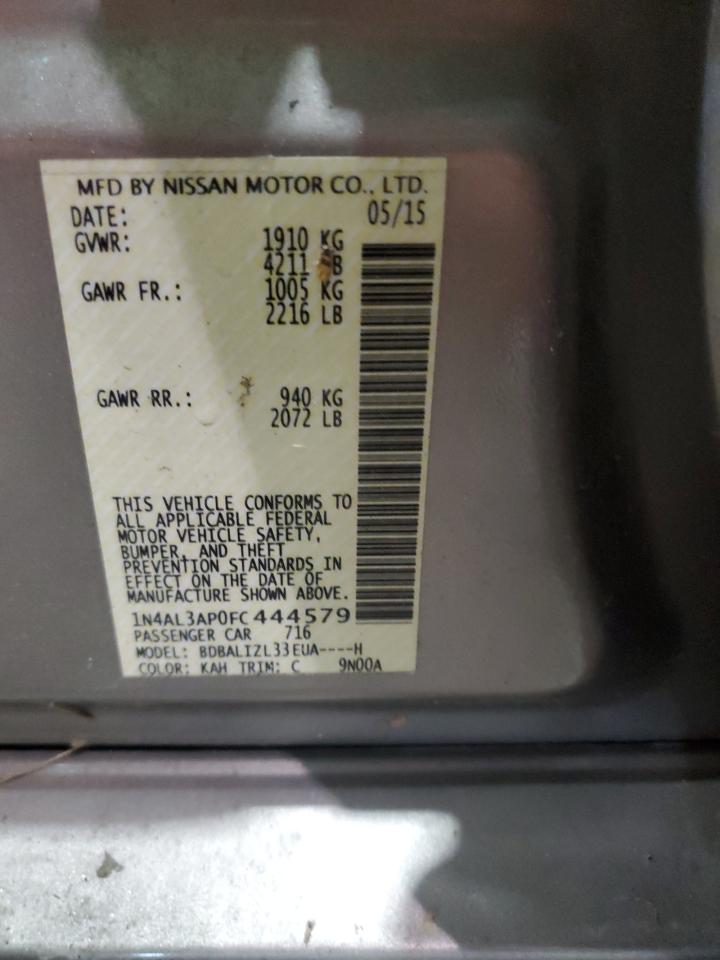 MFD BY NISSAN MOTOR CO., LTD.
DATE: 05/15
GVWR: 1910 KG
4211 LB
GAWR FR.: 1005 KG
2216 LB
GAWR RR.: 940 KG
2072 LB
THIS VEHICLE CONFORMS TO
ALL APPLICABLE FEDERAL
MOTOR VEHICLE SAFETY,
BUMPER, AND THEFT
PREVENTION STANDARDS IN
EFFECT ON THE DATE OF
MANUFACTURE SHOWN ABOVE.
1N4AL3AP0FC444579
PASSENGER CAR 716
MODEL: BDBALIZL33EUA----H
COLOR: KAH TRIM: C 9N00A